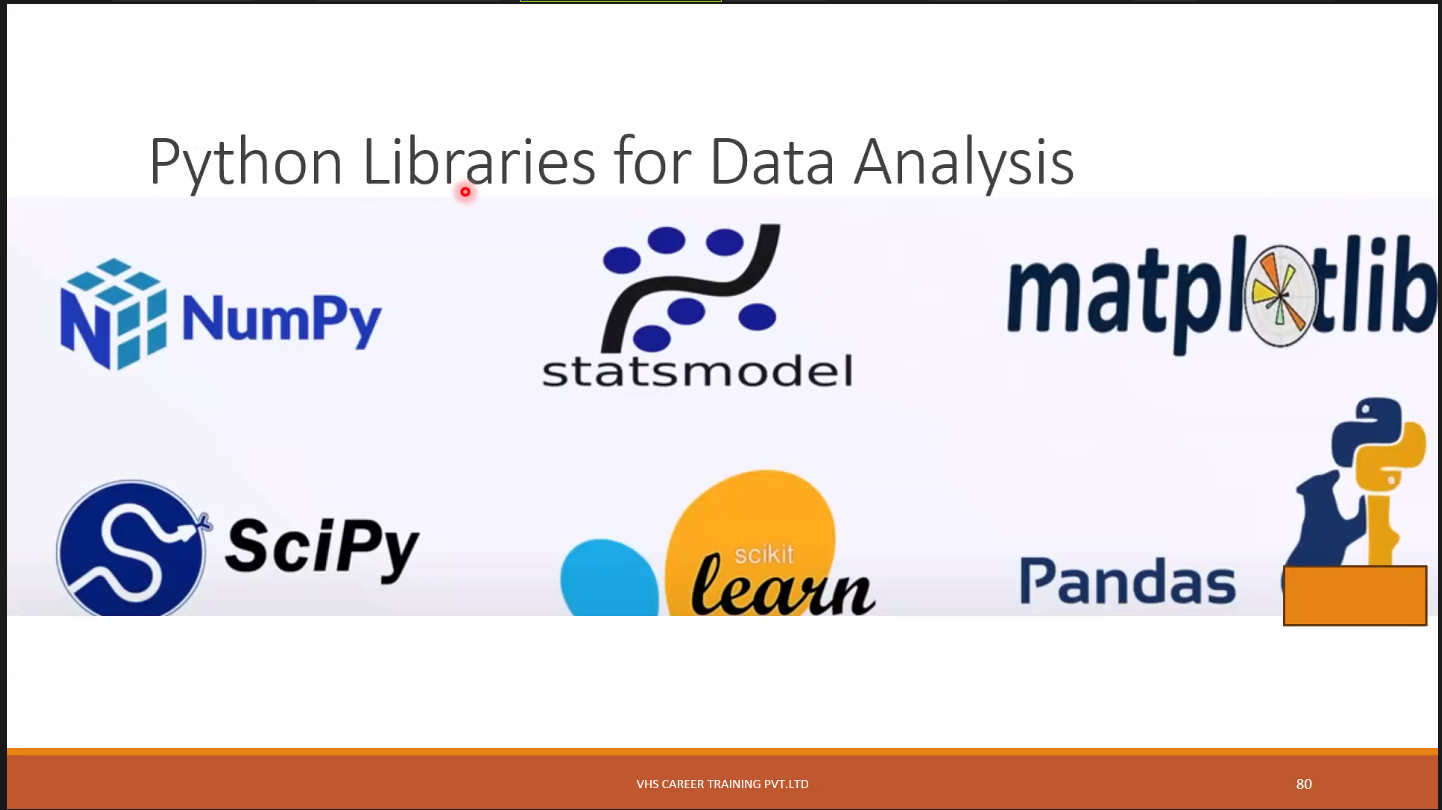 Python Libraries for Data Analysis
NumPy
statsmodel
matplotlib
SciPy
scikit
learn
Pandas
VHS CAREER TRAINING PVT.LTD
80